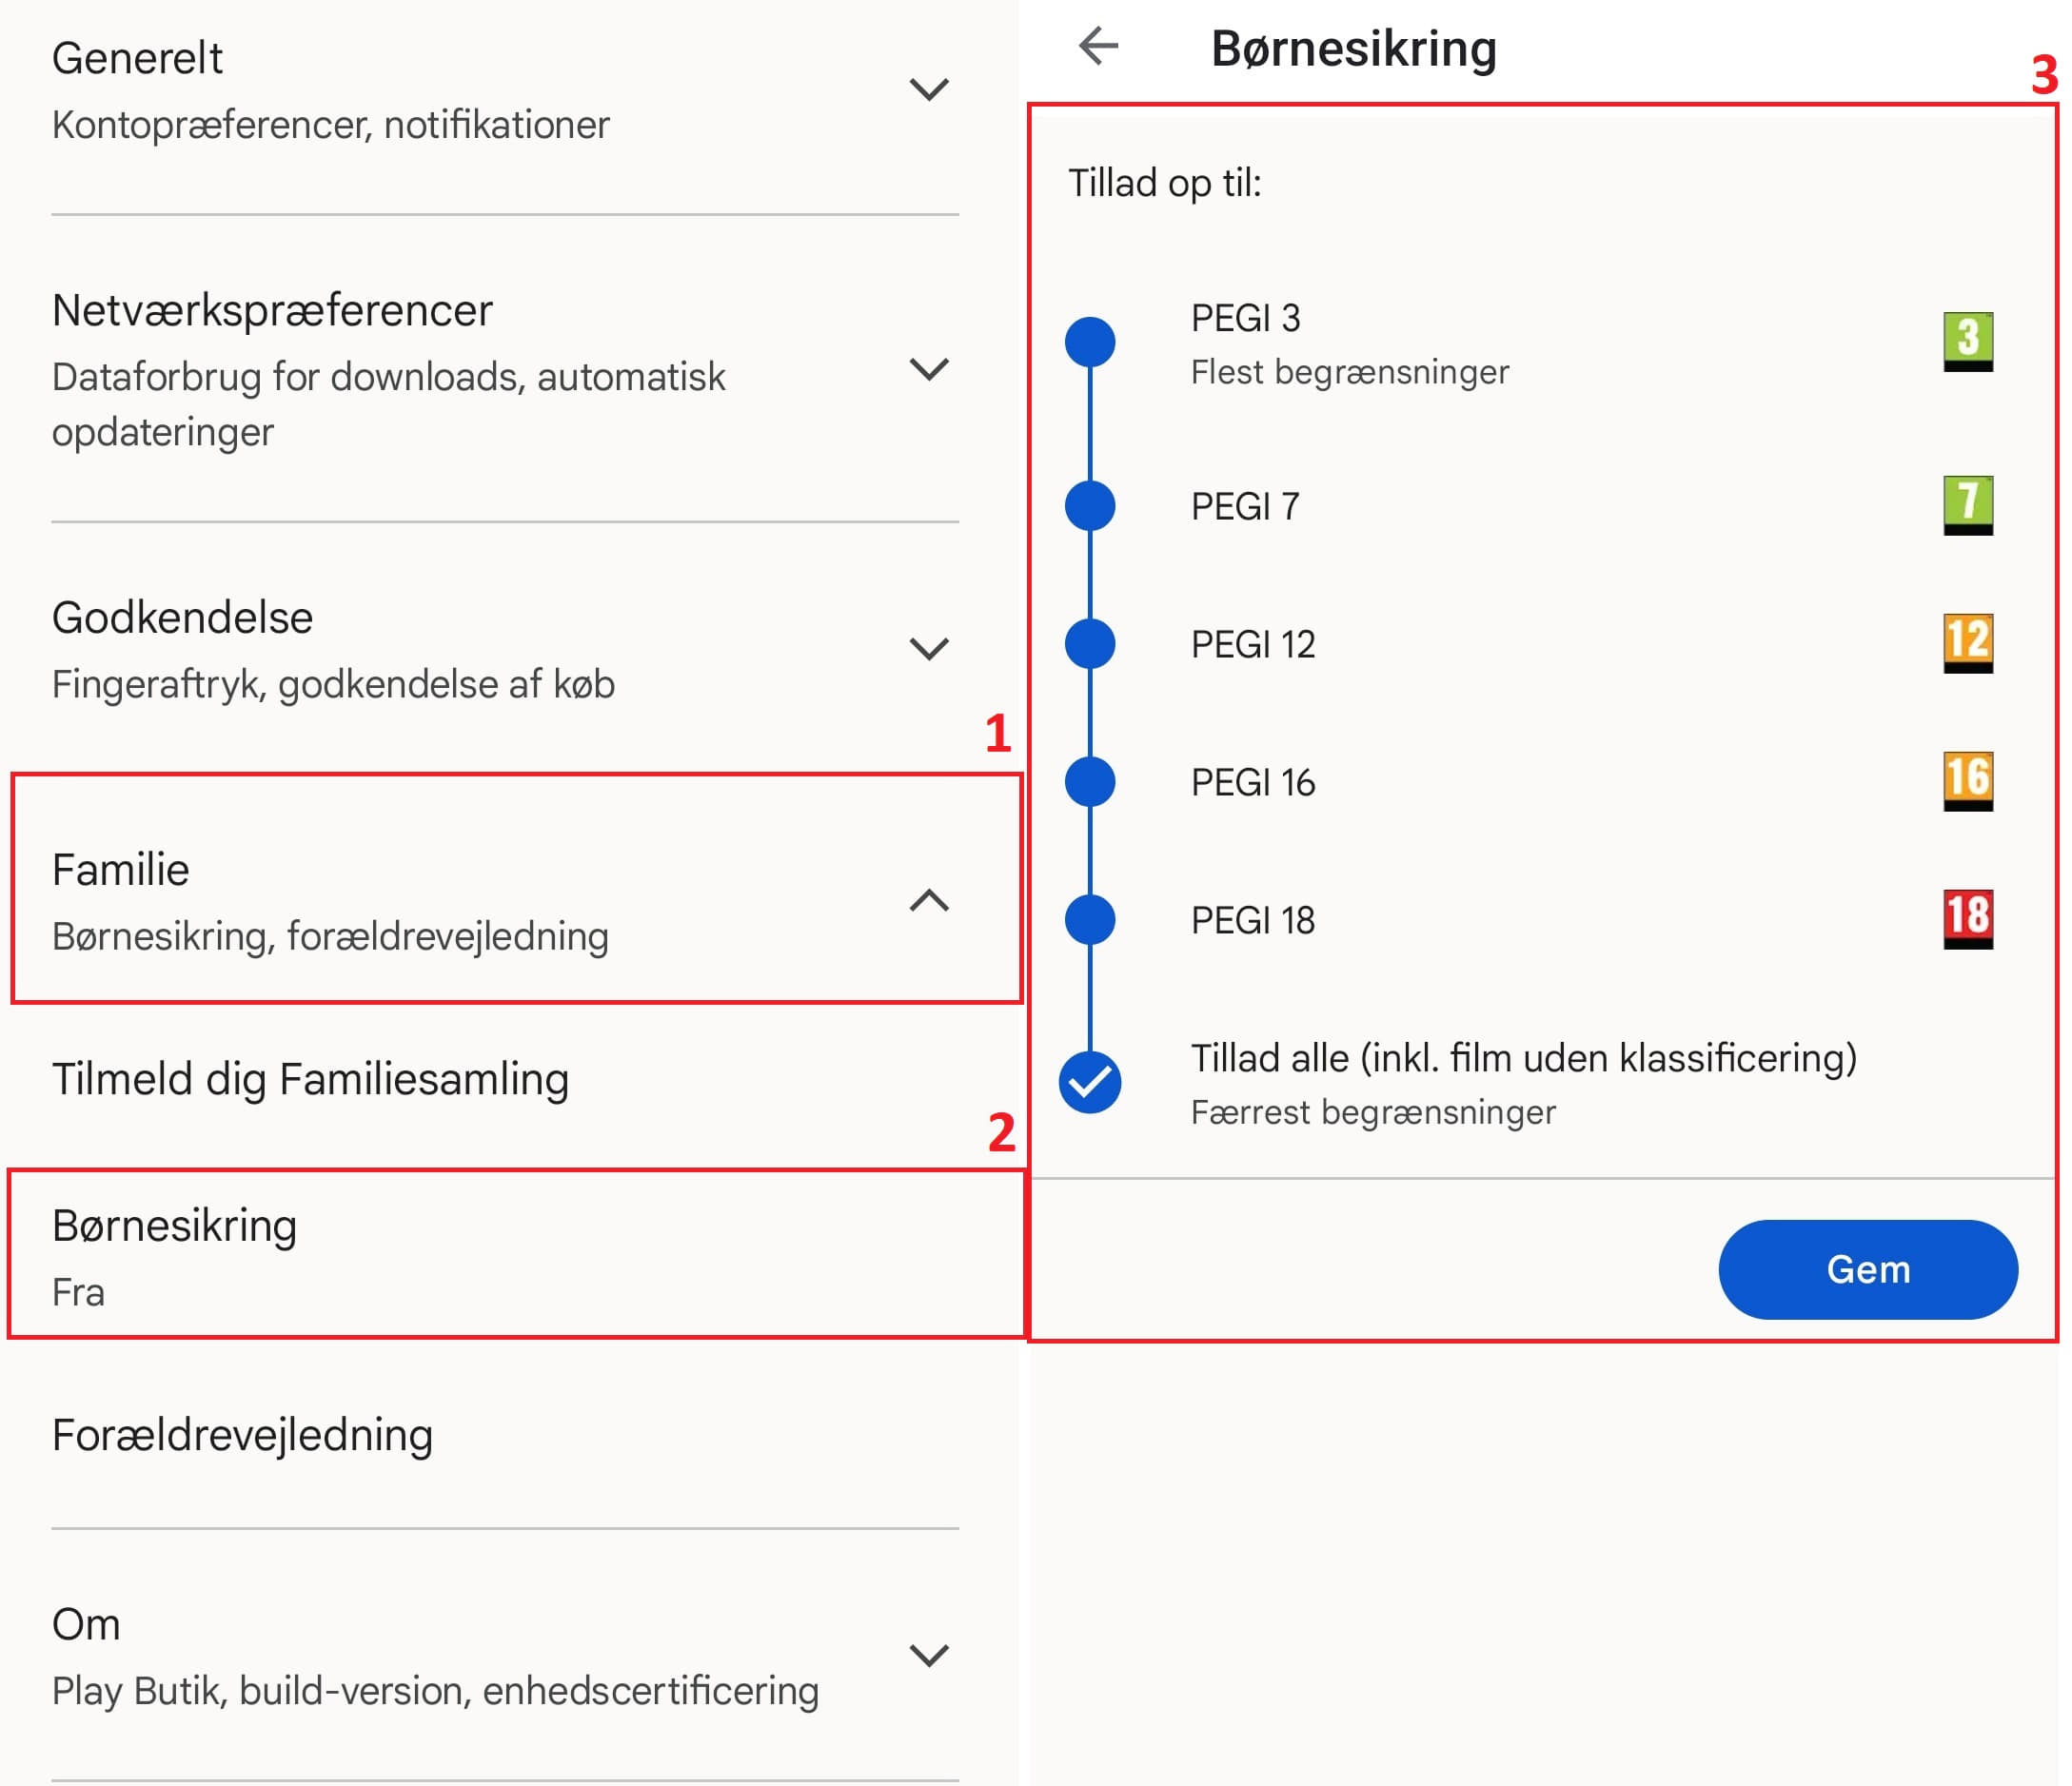 Generelt
Kontopræferencer, notifikationer
Netværkspræferencer
Dataforbrug for downloads, automatisk
opdateringer
Godkendelse
Fingeraftryk, godkendelse af køb
1
Familie
Børnesikring, forældrevejledning
Tilmeld dig Familiesamling
2
Børnesikring
Fra
Forældrevejledning
Om
Play Butik, build-version, enhedscertificering
Børnesikring
3
Tillad op til:
PEGI 3
3
Flest begrænsninger
PEGI 7
7
PEGI 12
12
PEGI 16
16
PEGI 18
18
Tillad alle (inkl. film uden klassificering)
Færrest begrænsninger
Gem